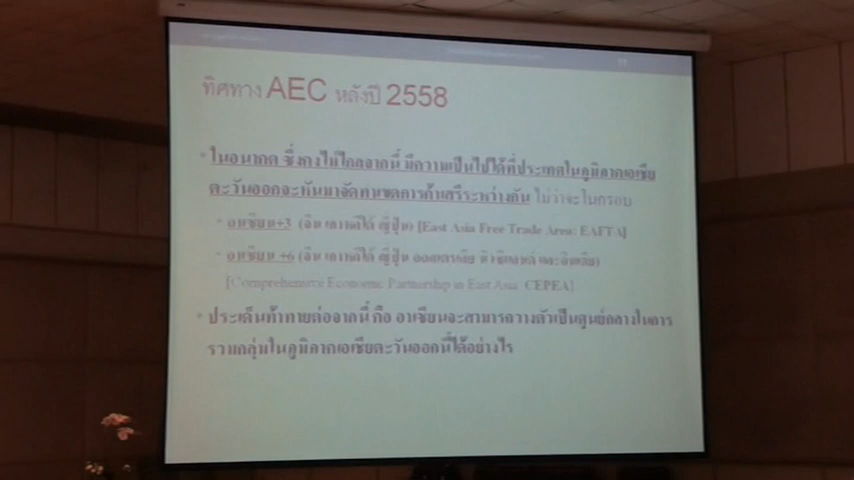 ทิศทาง AEC หลังปี 2558
• ในอนาคต ซึ่งคงไม่ไกลจากนี้ มีความเป็นไปได้ที่ประเทศในภูมิภาคเอเชีย
ตะวันออกจะหันมาจัดทำเขตการค้าเสรีระหว่างกัน ไม่ว่าจะในกรอบ
• อาเซียน+3 (จีน เกาหลีใต้ ญี่ปุ่น) [East Asia Free Trade Area: EAFTA]
• อาเซียน +6 (จีน เกาหลีใต้ ญี่ปุ่น ออสเตรเลีย นิวซีแลนด์ และอินเดีย)
[Comprehensive Economic Partnership in East Asia CEPEA]
• ประเด็นท้าทายต่อจากนี้ คือ อาเซียนจะสามารถวางตัวเป็นศูนย์กลางในการ
รวมกลุ่มในภูมิภาคเอเชียตะวันออกนี้ได้อย่างไร